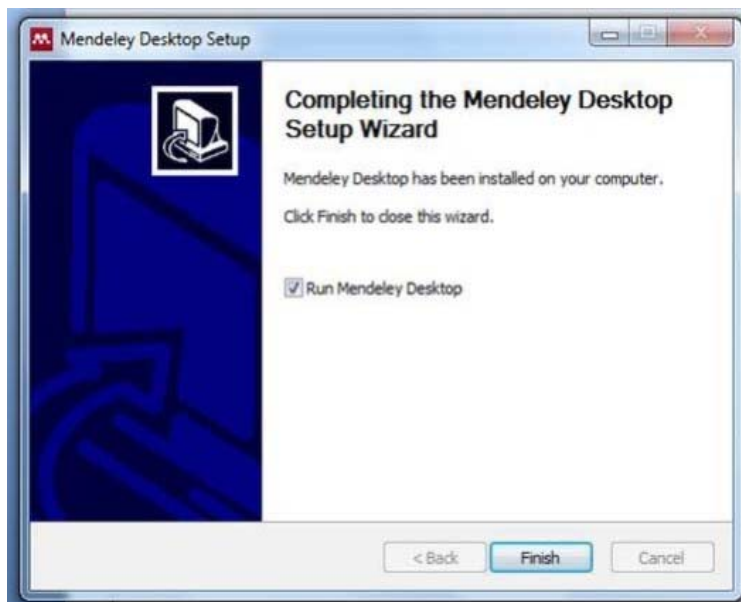 Mendeley Desktop Setup
Completing the Mendeley Desktop
Setup Wizard
Mendeley Desktop has been installed on your computer.
Click Finish to close this wizard.
Run Mendeley Desktop
< Back Finish Cancel